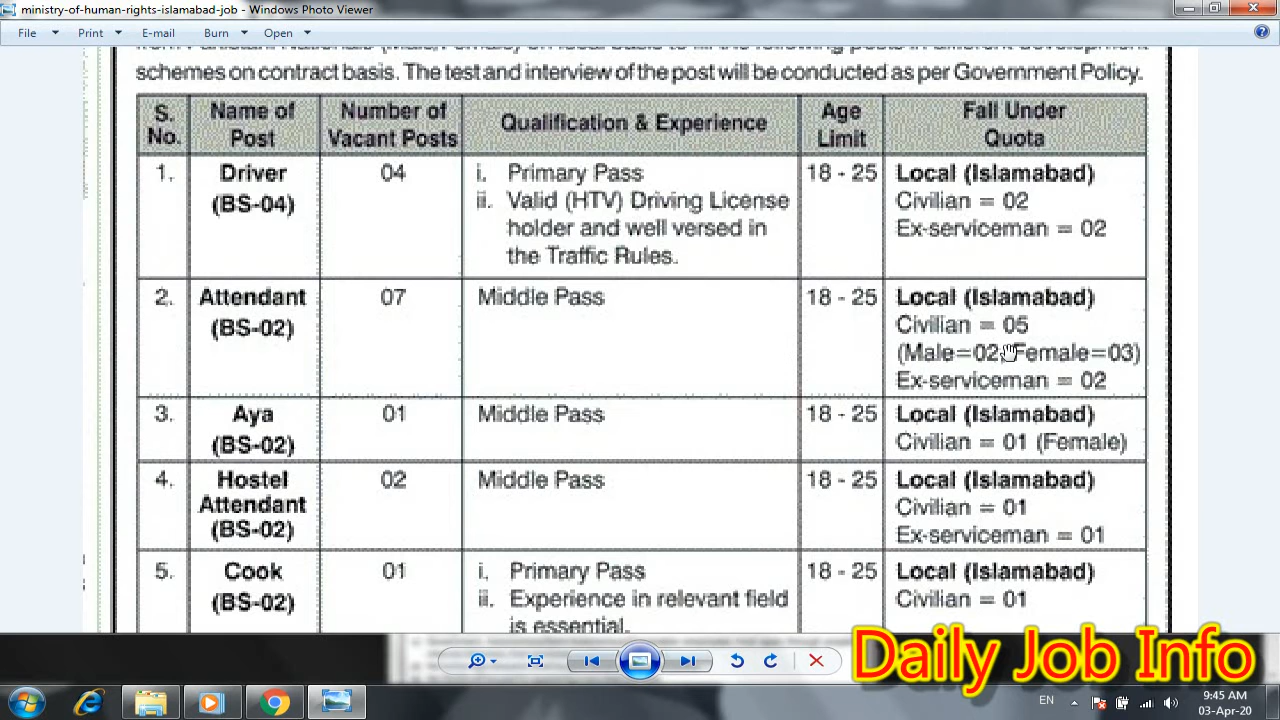 ministry-of-human-rights-islamabad-job - Windows Photo Viewer
File Print E-mail Burn Open
schemes on contract basis. The test and interview of the post will be conducted as per Government Policy.
S. No. Name of Post Number of Vacant Posts Qualification & Experience Age Limit Fall Under Quota
1. Driver 04 i. Primary Pass 18 - 25 Local (Islamabad)
(BS-04) ii. Valid (HTV) Driving License Civilian = 02
holder and well versed in Ex-serviceman = 02
the Traffic Rules.
2. Attendant 07 Middle Pass 18 - 25 Local (Islamabad)
(BS-02) Civilian = 05
(Male=02, Female=03)
Ex-serviceman = 02
3. Aya 01 Middle Pass 18 - 25 Local (Islamabad)
(BS-02) Civilian = 01 (Female)
4. Hostel 02 Middle Pass 18 - 25 Local (Islamabad)
Attendant Civilian = 01
(BS-02) Ex-serviceman = 01
5. Cook 01 i. Primary Pass 18 - 25 Local (Islamabad)
(BS-02) ii. Experience in relevant field Civilian = 01
is essential.
Daily Job Info
EN 9:45 AM
03-Apr-20